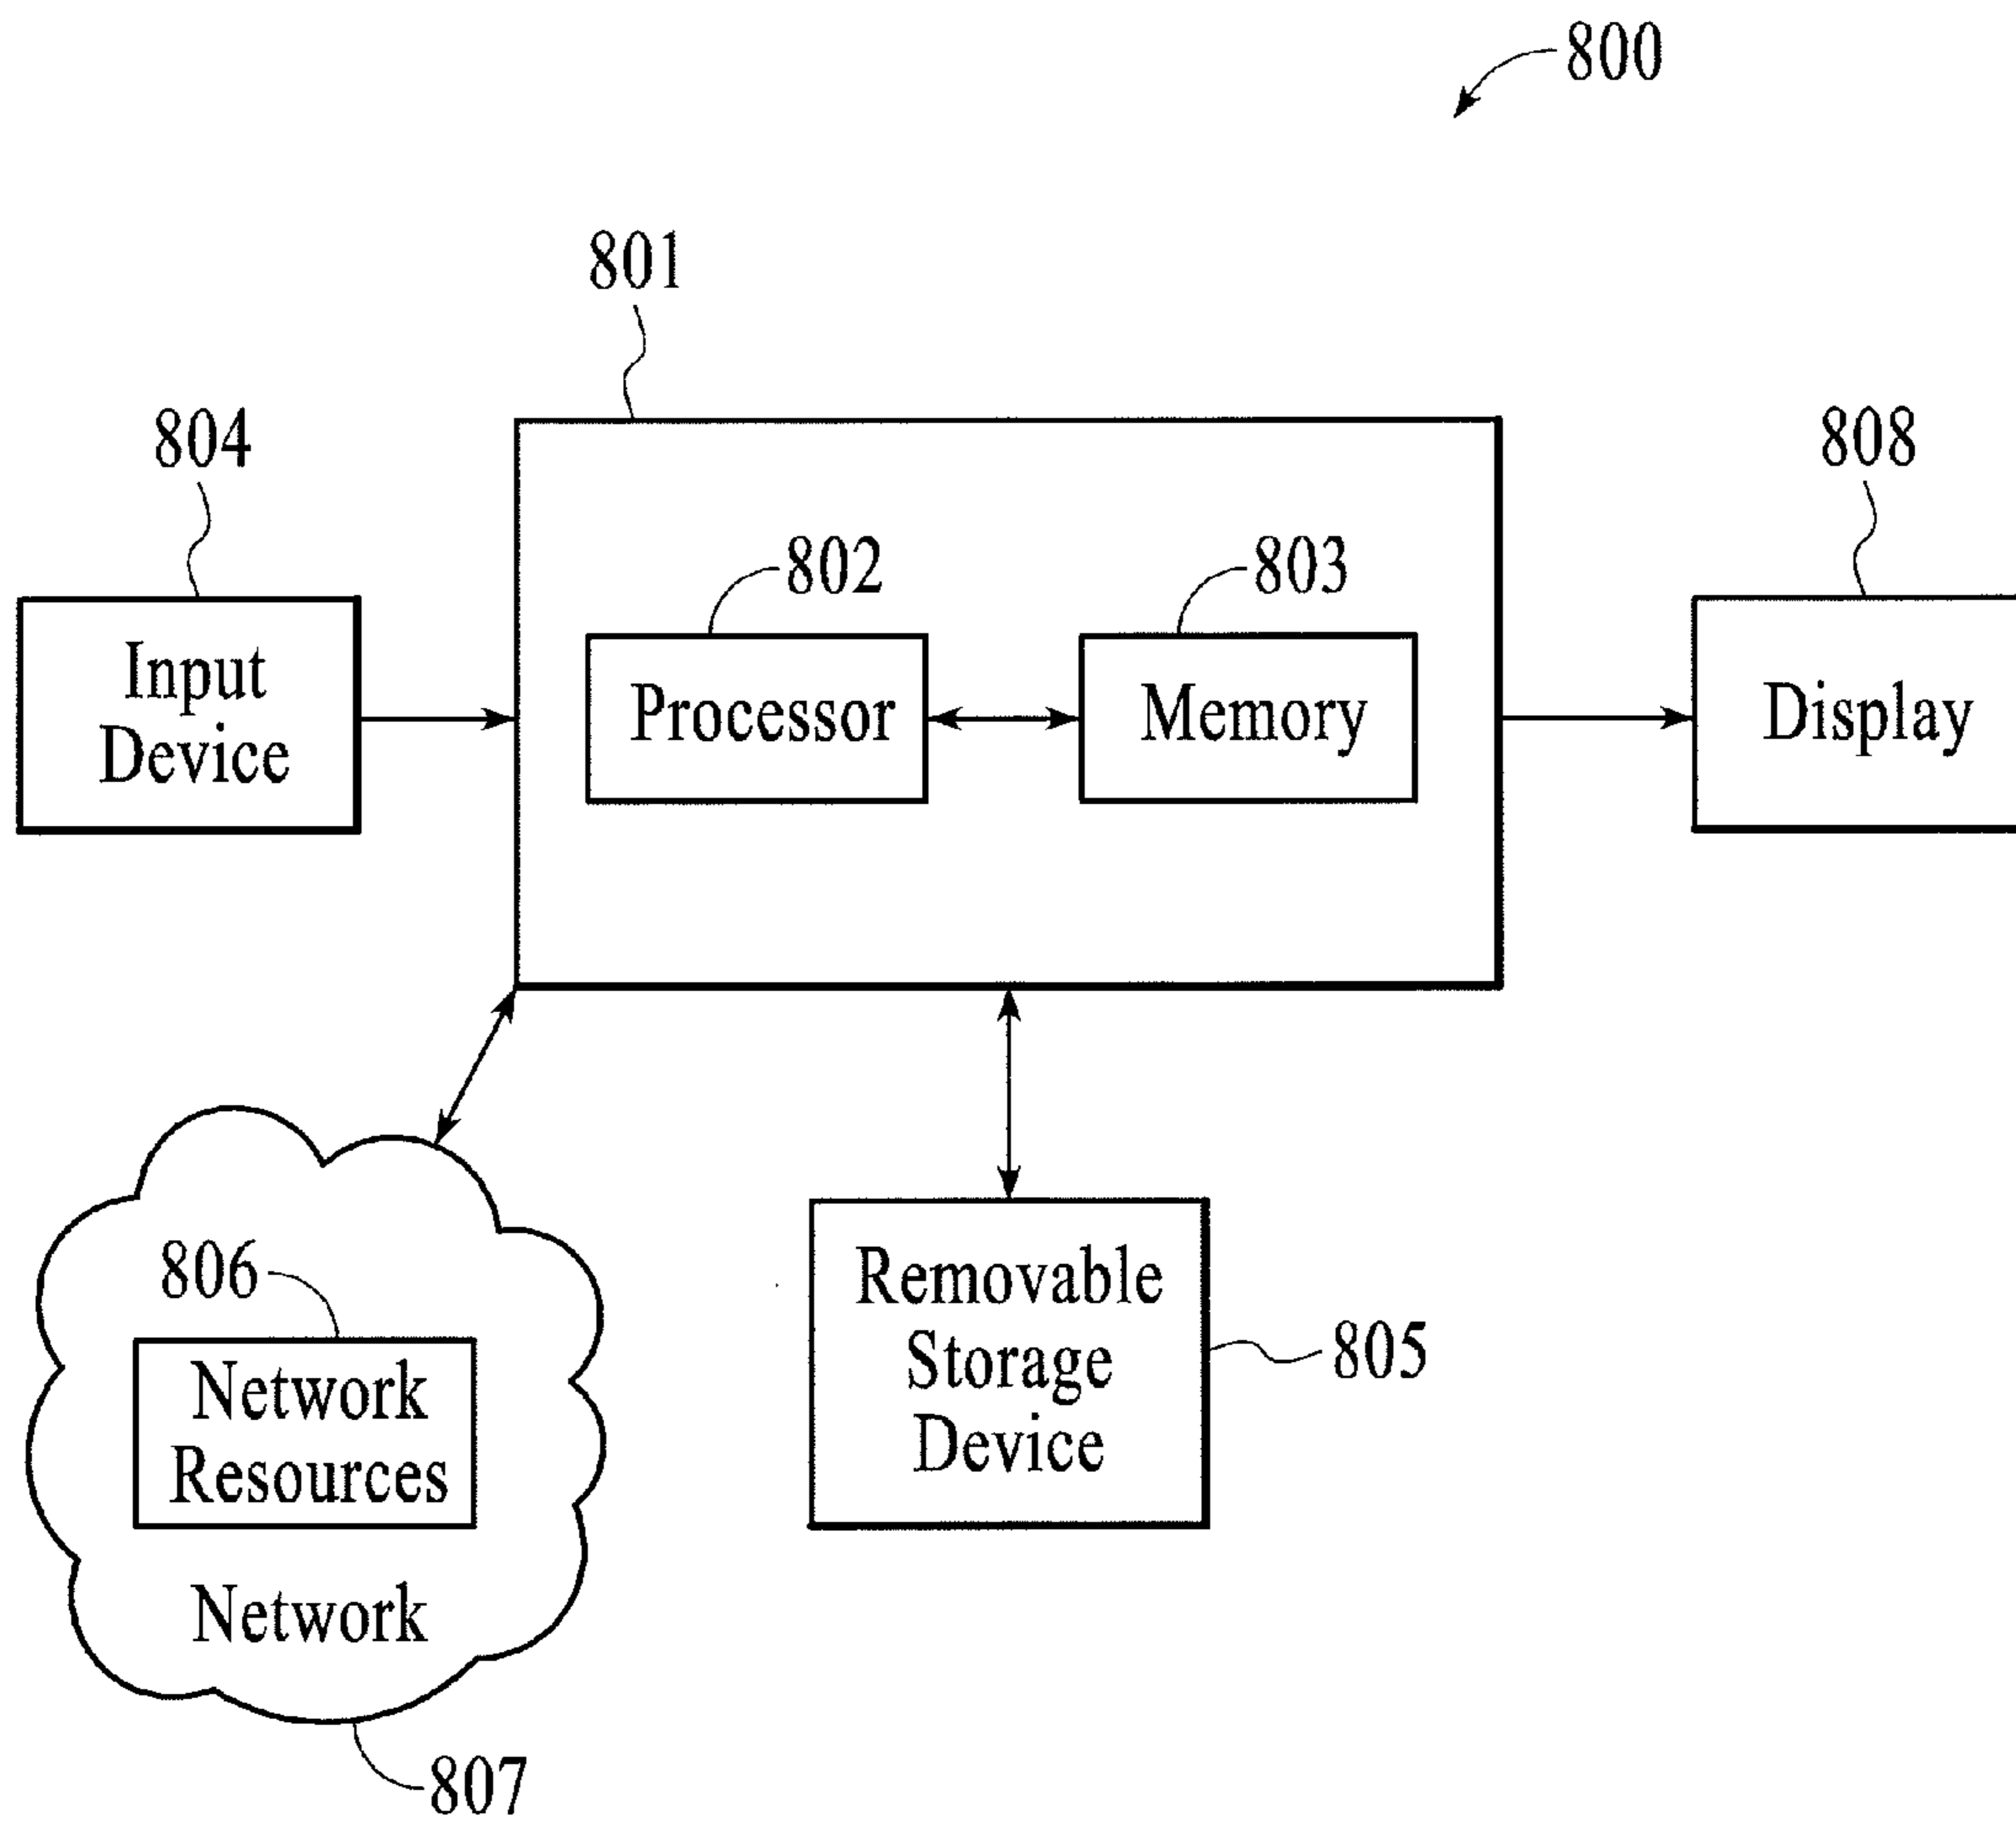 800
801
804
808
802
803
Input
Device
Processor
Memory
Display
806
Network
Resources
Network
807
Removable
Storage
Device
805